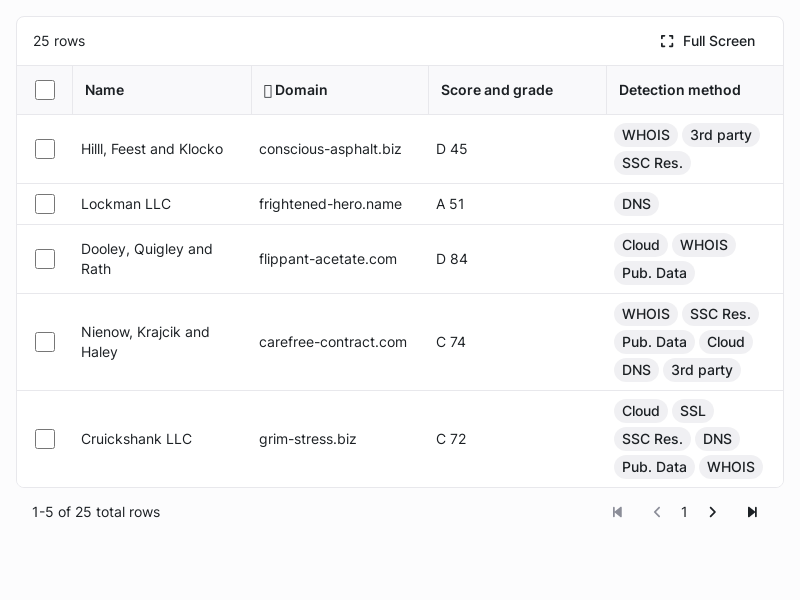 25 rows
Full Screen
Name
Domain
Score and grade
Detection method
Hilll, Feest and Klocko
conscious-asphalt.biz
D 45
WHOIS
3rd party
SSC Res.
Lockman LLC
frightened-hero.name
A 51
DNS
Dooley, Quigley and
Rath
flippant-acetate.com
D 84
Cloud
WHOIS
Pub. Data
Nienow, Krajcik and
Haley
carefree-contract.com
C 74
WHOIS
SSC Res.
Pub. Data
Cloud
DNS
3rd party
Cruickshank LLC
grim-stress.biz
C 72
Cloud
SSL
SSC Res.
DNS
Pub. Data
WHOIS
1-5 of 25 total rows
1